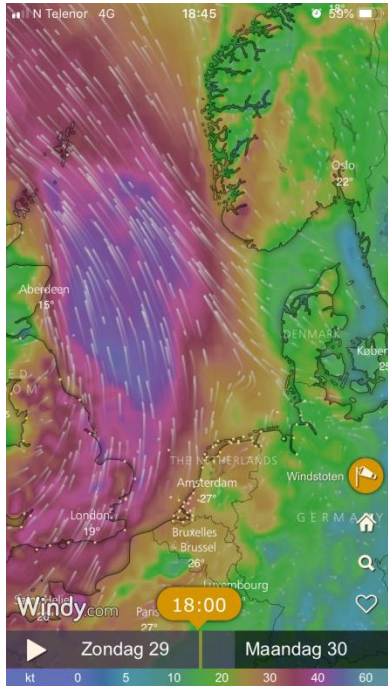 N Telenor 4G 18:45 59%
18°
Oslo
22°
Aberdeen
15°
DENMARK
Køben
25
E D
O M
THE NETHERLANDS
Amsterdam
27°
Windstoten
London
19°
GERMANY
Bruxelles
- Brussel
26°
Luxembourg
Windy.com
Paris
27°
18:00
Zondag 29 Maandag 30
kt 0 5 10 20 30 40 60